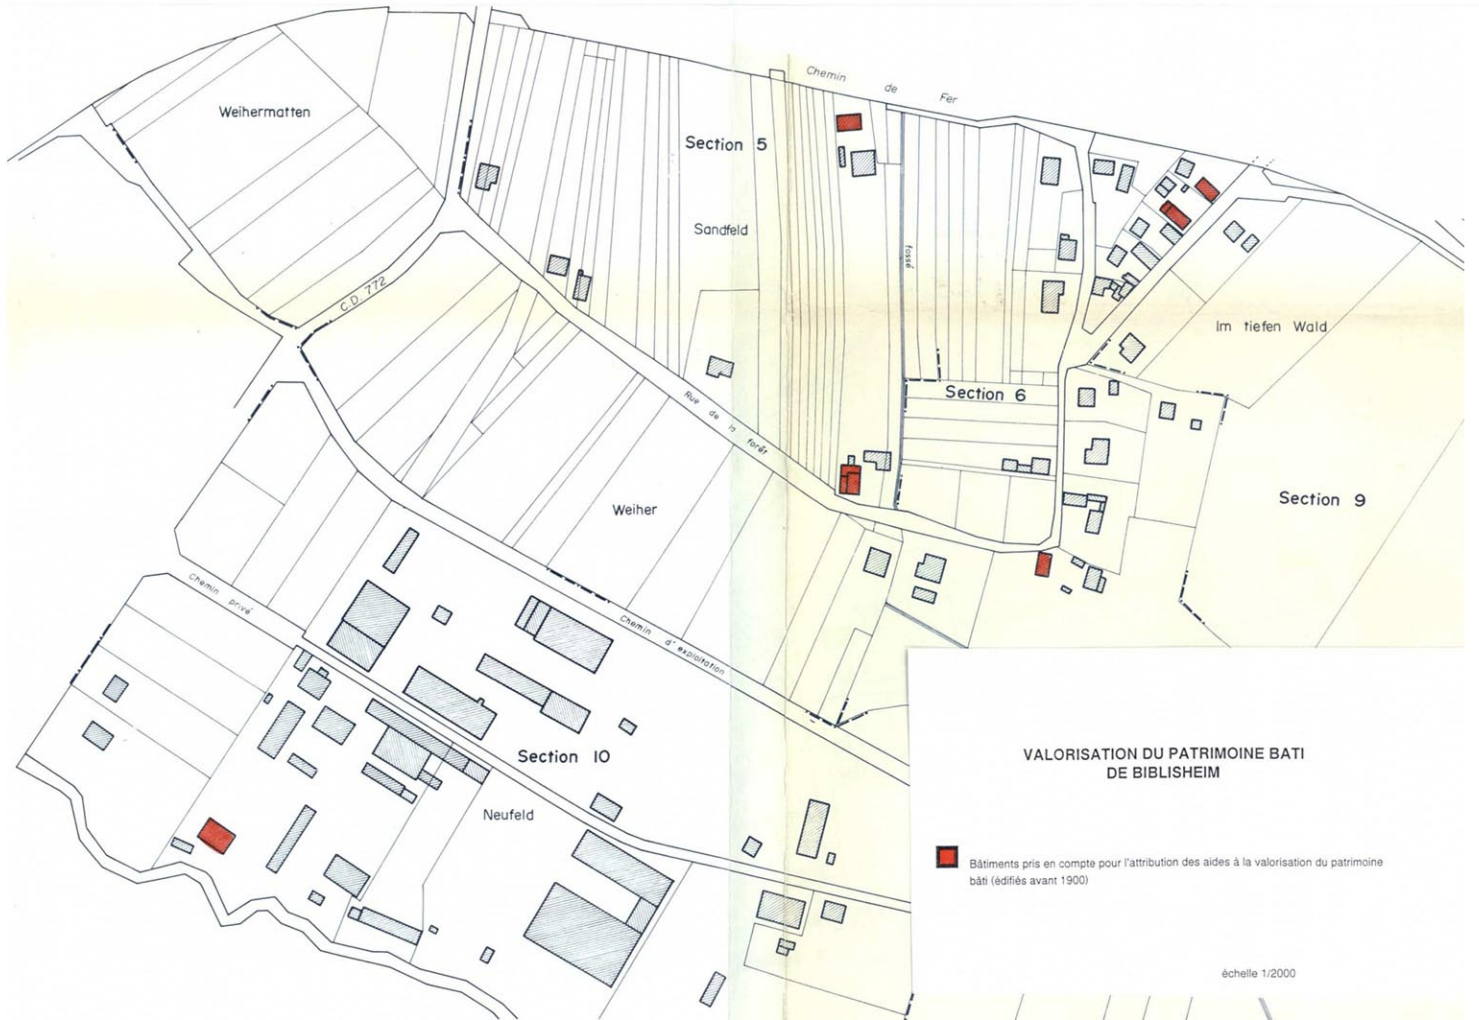 Chemin de Fer
Weihermatten
Section 5
Sandfeld
fossé
C.D. 772
Im tiefen Wald
Section 6
Rue de la forêt
Section 9
Weiher
Chemin privé
Chemin d'exploitation
Section 10
Neufeld
VALORISATION DU PATRIMOINE BATI
DE BIBLISHEIM
Bâtiments pris en compte pour l'attribution des aides à la valorisation du patrimoine
bâti (édifiés avant 1900)
échelle 1/2000